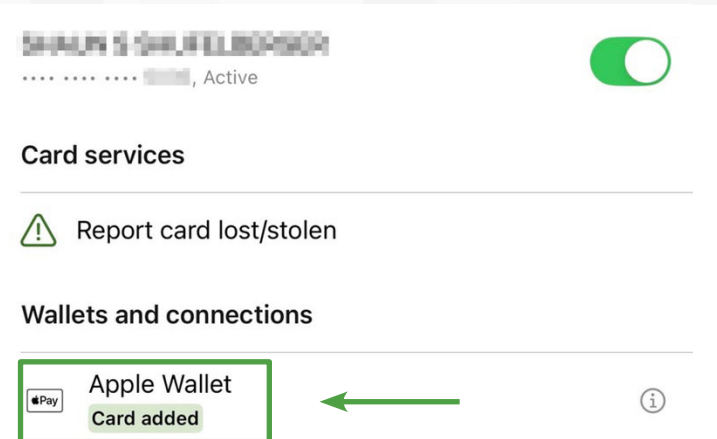 •••• •••• •••• , Active
Card services
Report card lost/stolen
Wallets and connections
Apple Wallet
Pay
Card added